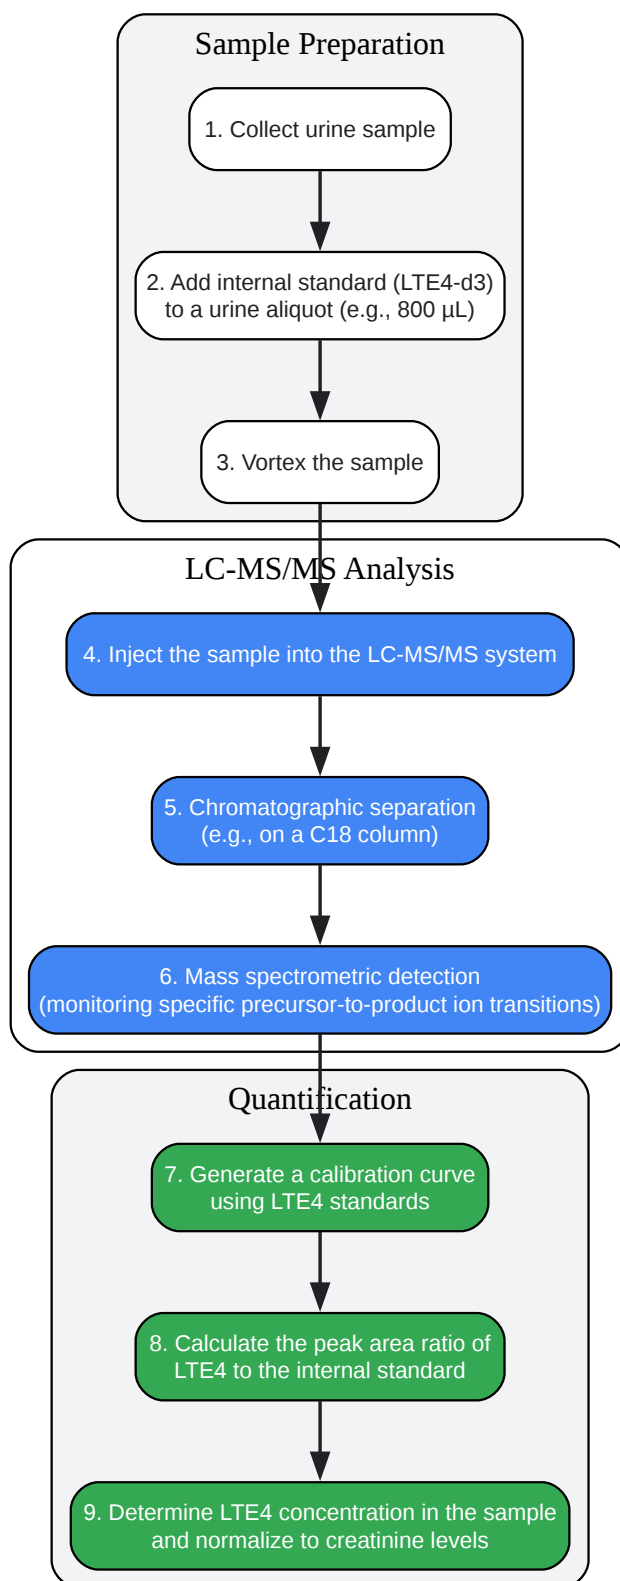 Sample Preparation
1. Collect urine sample
2. Add internal standard (LTE4-d3)
to a urine aliquot (e.g., 800 µL)
3. Vortex the sample
LC-MS/MS Analysis
4. Inject the sample into the LC-MS/MS system
5. Chromatographic separation
(e.g., on a C18 column)
6. Mass spectrometric detection
(monitoring specific precursor-to-product ion transitions)
Quantification
7. Generate a calibration curve
using LTE4 standards
8. Calculate the peak area ratio of
LTE4 to the internal standard
9. Determine LTE4 concentration in the sample
and normalize to creatinine levels